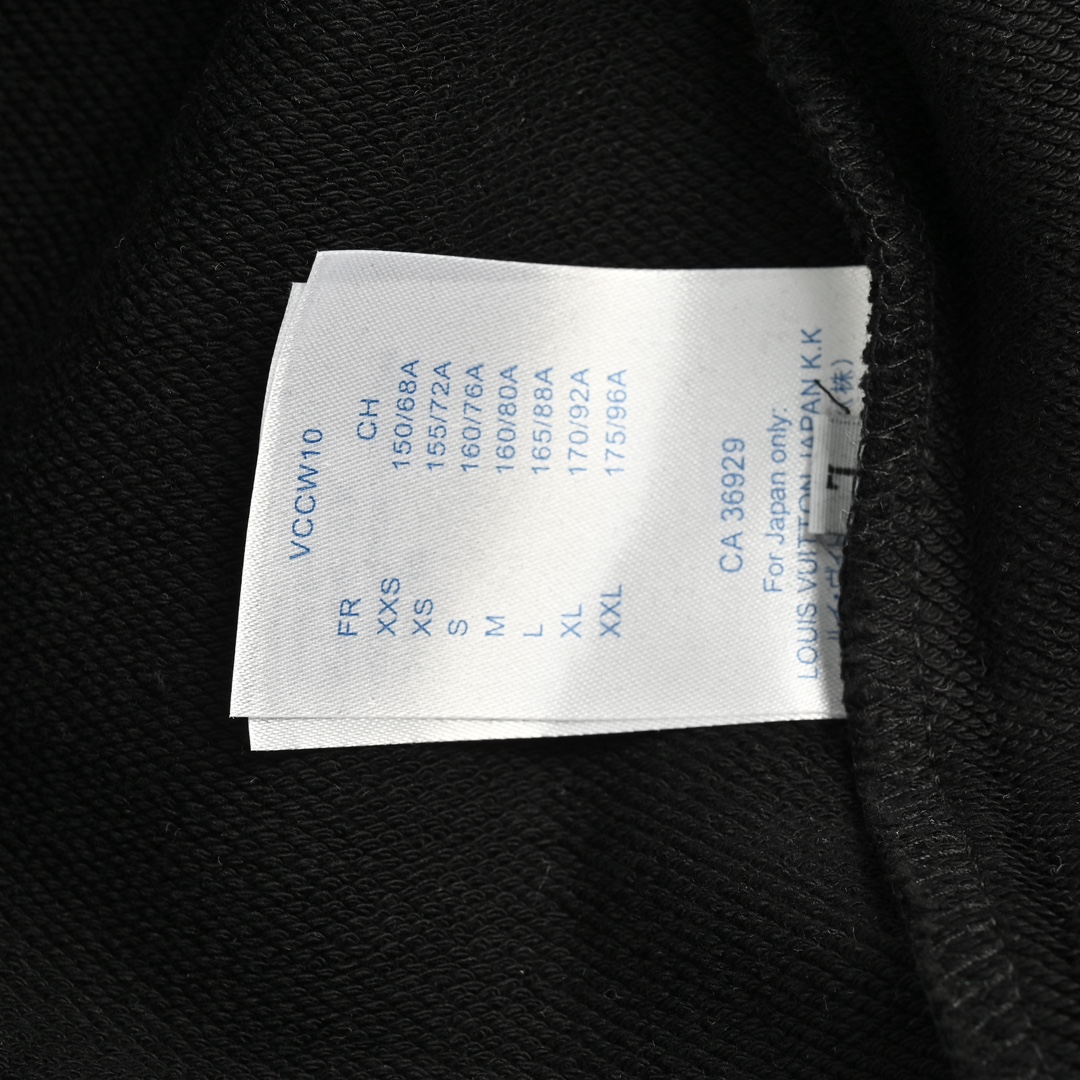 VCCW10
FR CH
XXS 150/68A
XS 155/72A
S 160/76A
M 160/80A
L 165/88A
XL 170/92A
XXL 175/96A
CA 36929
For Japan only:
LOUIS VUITTON JAPAN K.K
(株)
L